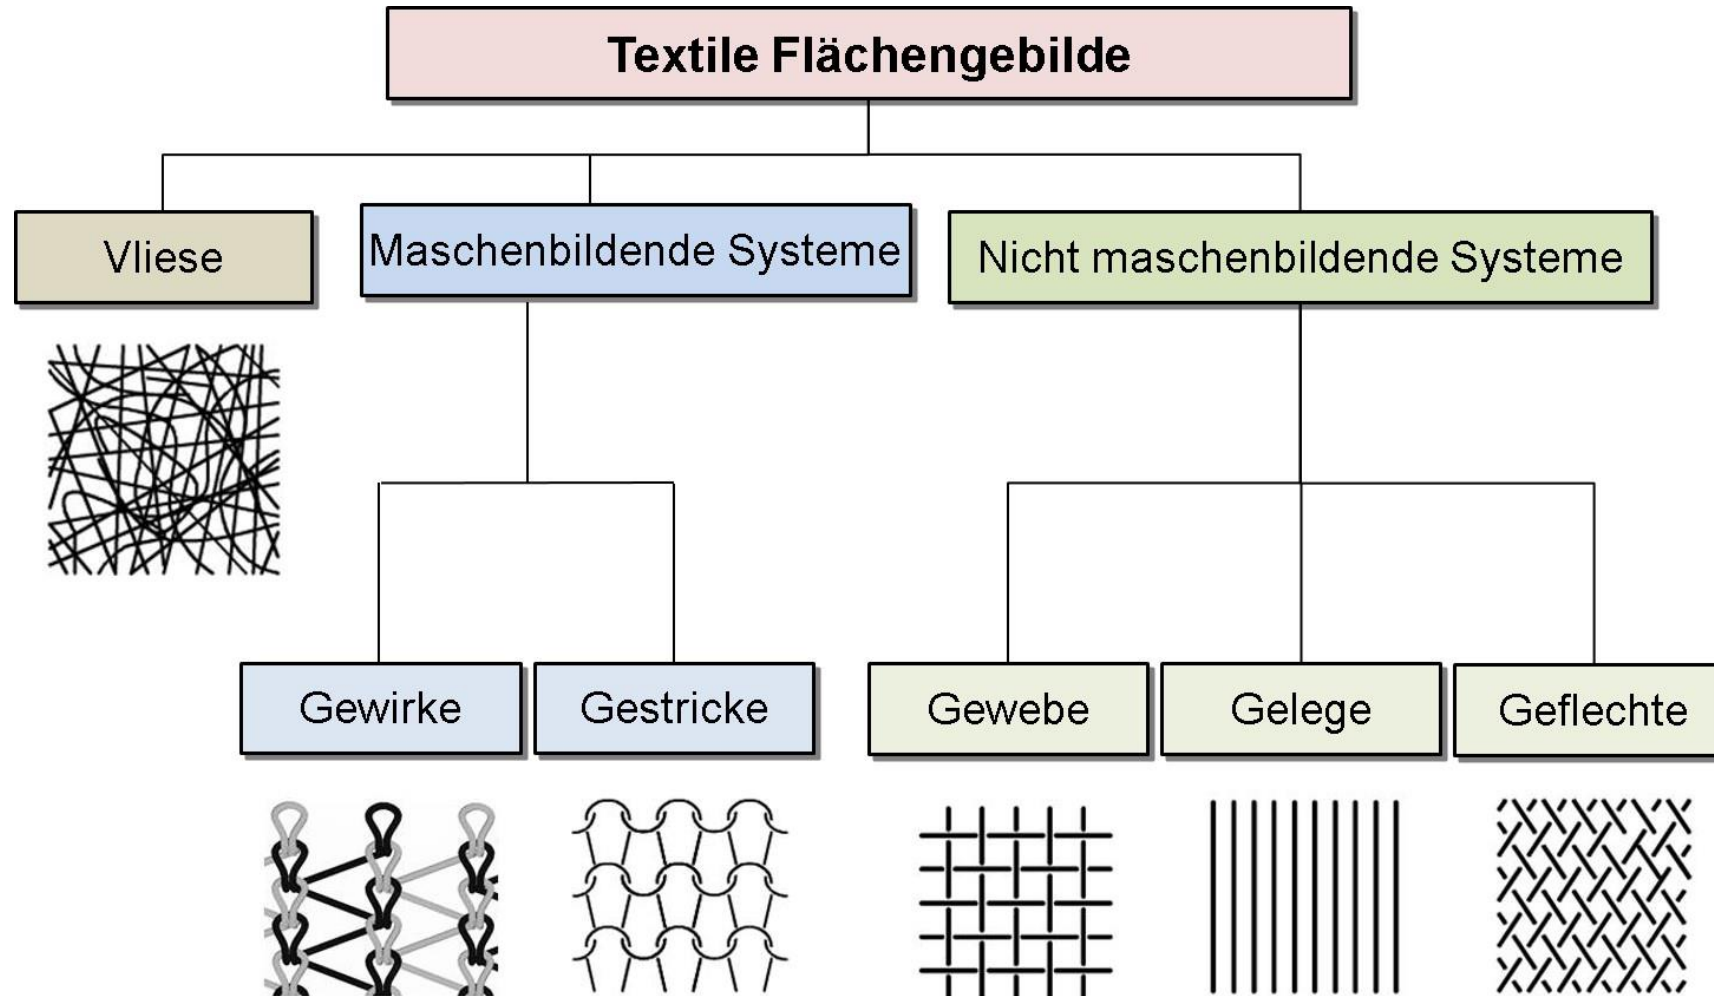 Textile Flächengebilde
Vliese
Maschenbildende Systeme
Nicht maschenbildende Systeme
Gewirke
Gestricke
Gewebe
Gelege
Geflechte